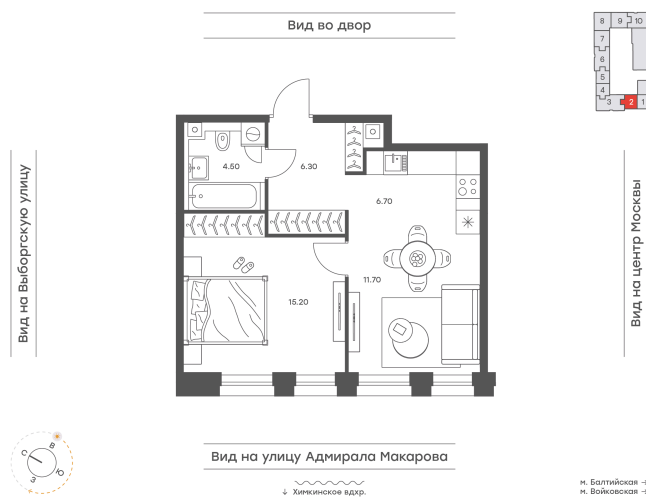 Вид во двор
8 9 10
7
6
5
4
3 2 1
Вид на Выборгскую улицу
Вид на центр Москвы
4.50
6.30
6.70
11.70
15.20
Вид на улицу Адмирала Макарова
↓ Химкинское вдхр.
С В Ю З
м. Балтийская →
м. Войковская →